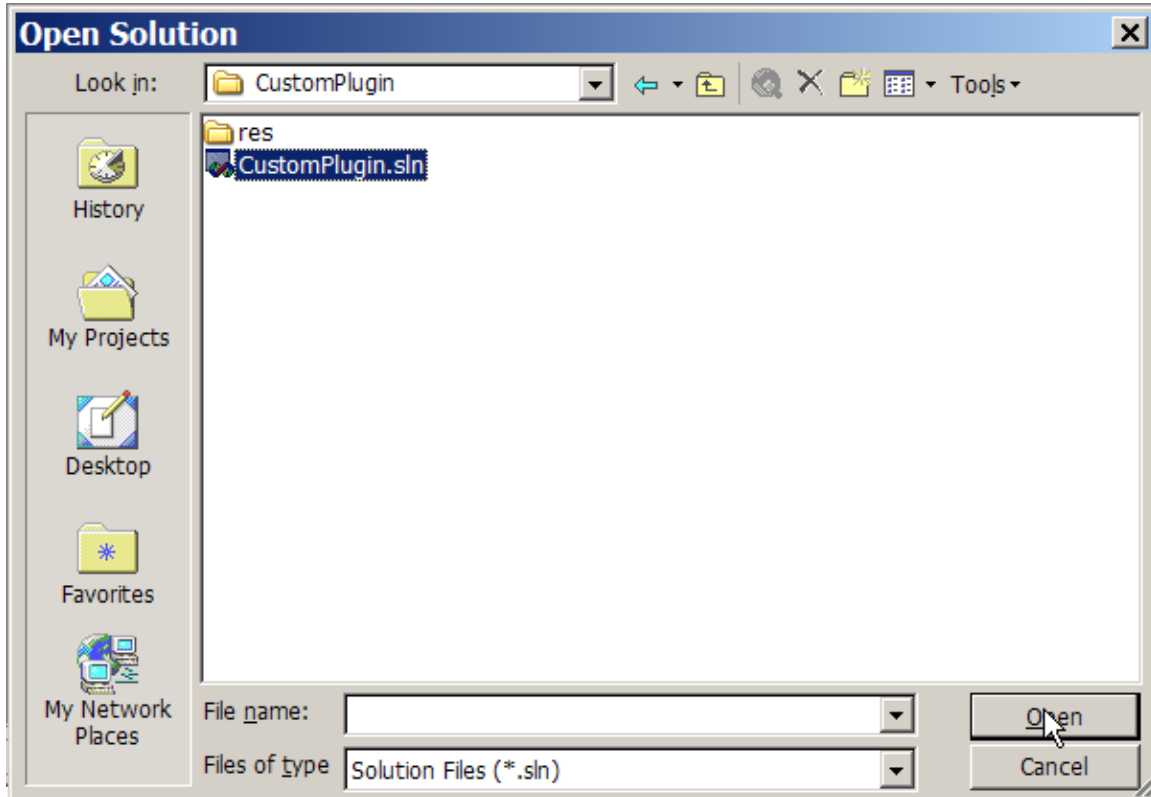 Open Solution
Look in:
CustomPlugin
Tools
res
CustomPlugin.sln
History
My Projects
Desktop
Favorites
My Network
Places
File name:
Open
Files of type
Solution Files (*.sln)
Cancel